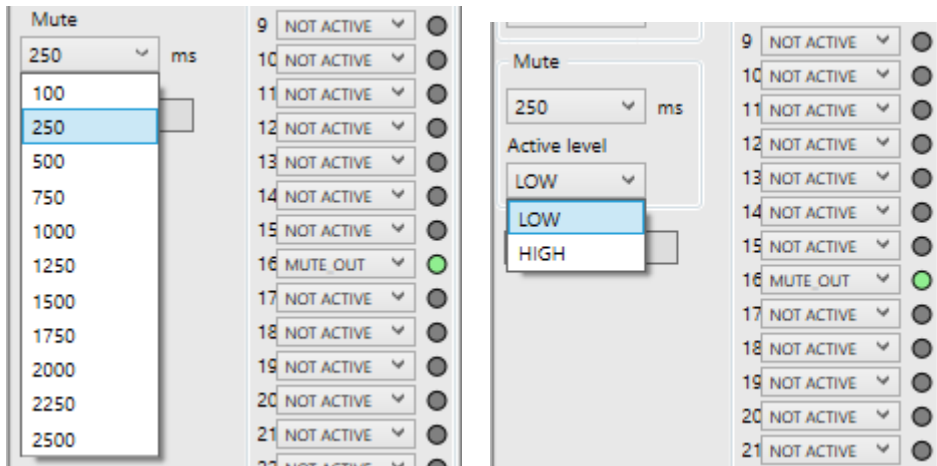 Mute
250 ms
100
250
500
750
1000
1250
1500
1750
2000
2250
2500
9 NOT ACTIVE
10 NOT ACTIVE
11 NOT ACTIVE
12 NOT ACTIVE
13 NOT ACTIVE
14 NOT ACTIVE
15 NOT ACTIVE
16 MUTE_OUT
17 NOT ACTIVE
18 NOT ACTIVE
19 NOT ACTIVE
20 NOT ACTIVE
21 NOT ACTIVE
22 NOT ACTIVE
Mute
250 ms
Active level
LOW
LOW
HIGH
9 NOT ACTIVE
10 NOT ACTIVE
11 NOT ACTIVE
12 NOT ACTIVE
13 NOT ACTIVE
14 NOT ACTIVE
15 NOT ACTIVE
16 MUTE_OUT
17 NOT ACTIVE
18 NOT ACTIVE
19 NOT ACTIVE
20 NOT ACTIVE
21 NOT ACTIVE